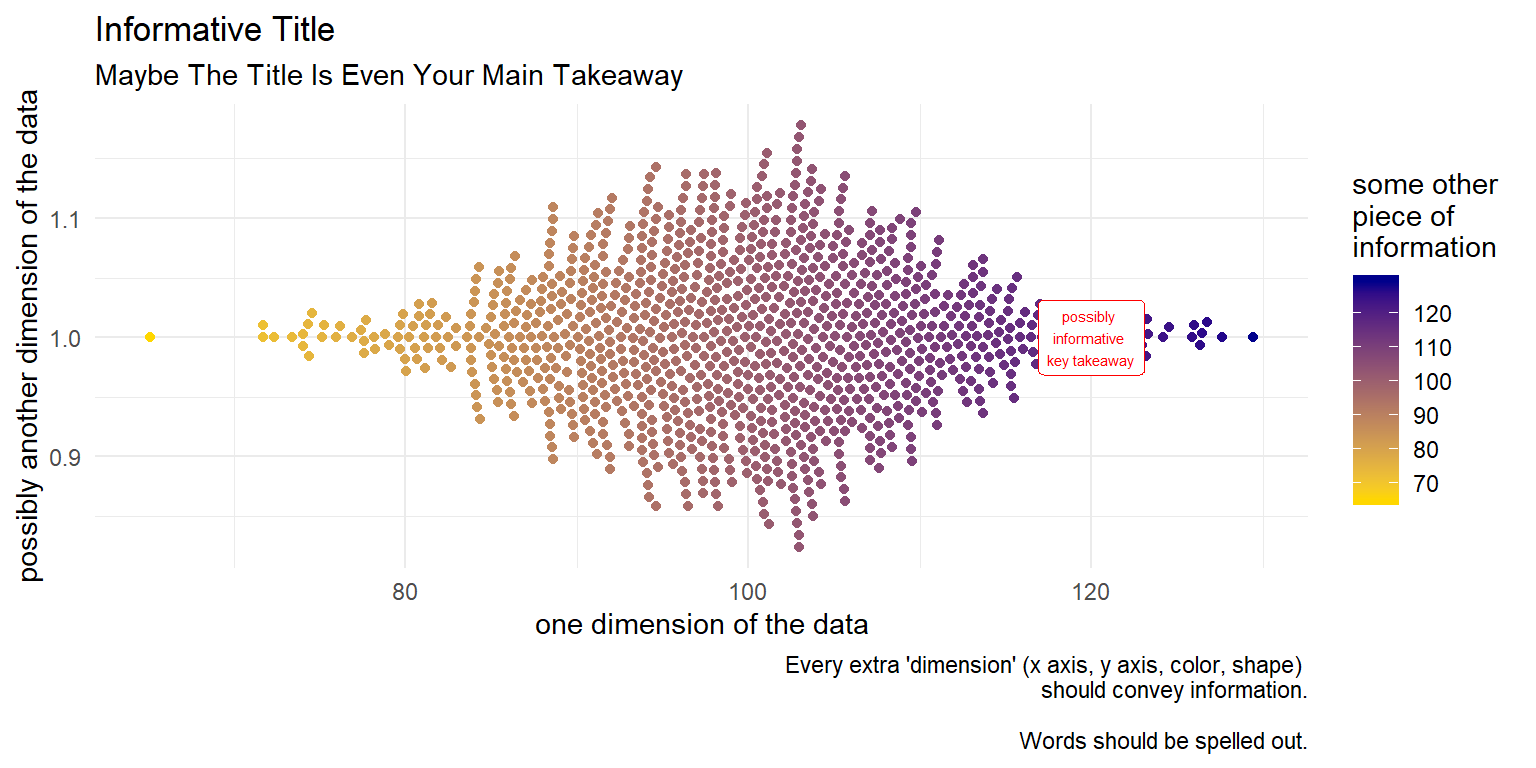 Informative Title
Maybe The Title Is Even Your Main Takeaway
possibly another dimension of the data
1.1
1.0
0.9
possibly
informative
key takeaway
80
100
120
one dimension of the data
some other
piece of
information
120
110
100
90
80
70
Every extra 'dimension' (x axis, y axis, color, shape)
should convey information.
Words should be spelled out.